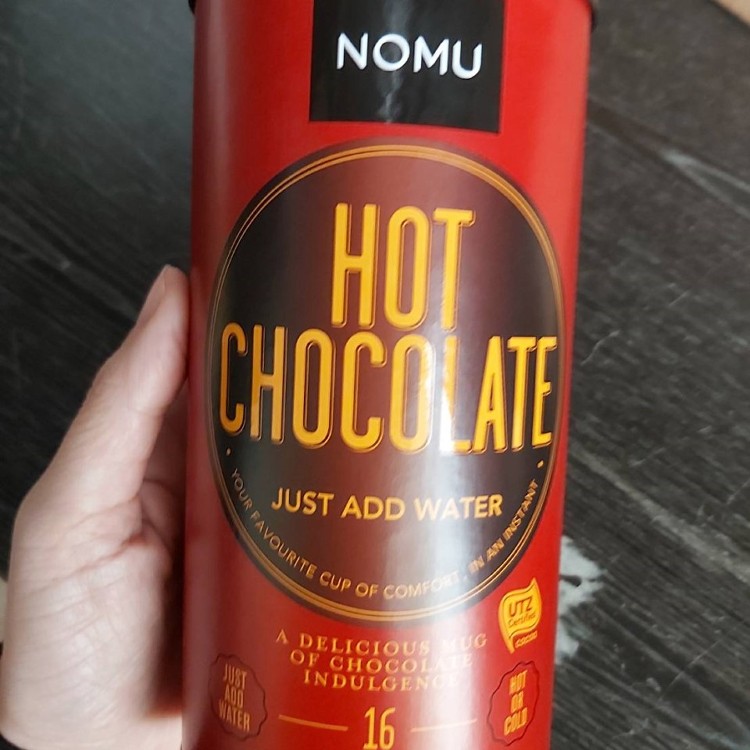 NOMU
HOT
CHOCOLATE
JUST ADD WATER
• YOUR FAVOURITE CUP OF COMFORT, IN AN INSTANT •
UTZ
Certified
COCOA
A DELICIOUS MUG
OF CHOCOLATE
INDULGENCE
JUST
ADD
WATER
16
HOT
OR
COLD